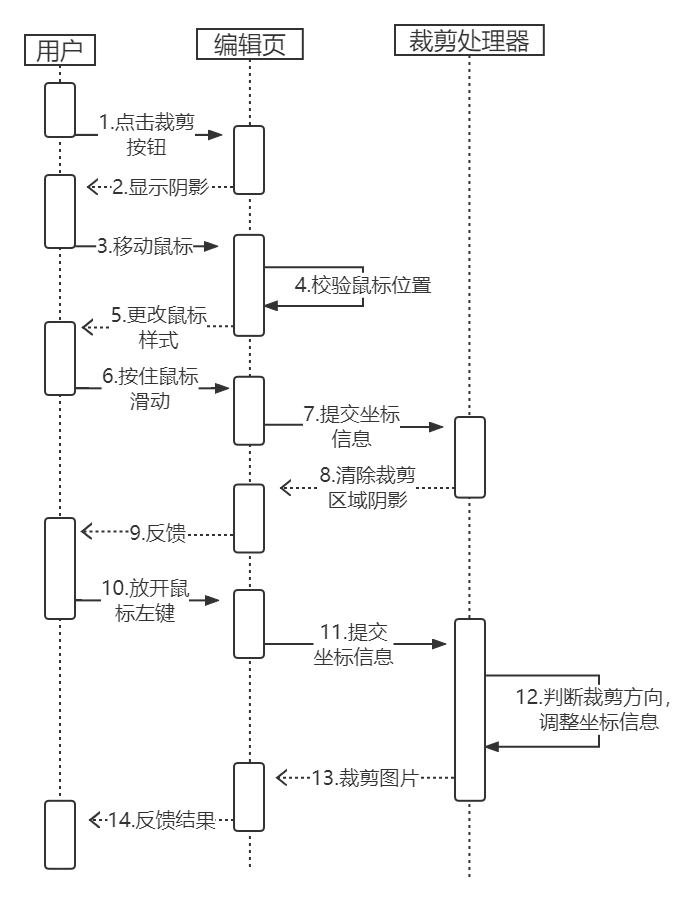 用户
编辑页
裁剪处理器
1.点击裁剪
按钮
2.显示阴影
3.移动鼠标
4.校验鼠标位置
5.更改鼠标
样式
6.按住鼠标
滑动
7.提交坐标
信息
8.清除裁剪
区域阴影
9.反馈
10.放开鼠
标左键
11.提交
坐标信息
12.判断裁剪方向，
调整坐标信息
13.裁剪图片
14.反馈结果